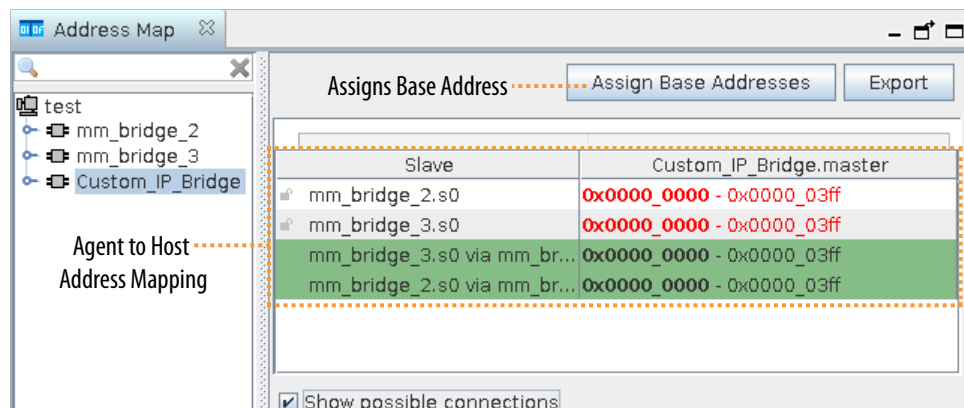 Address Map
Assigns Base Address
Assign Base Addresses
Export
test
mm_bridge_2
mm_bridge_3
Custom_IP_Bridge
Agent to Host
Address Mapping
Slave Custom_IP_Bridge.master
mm_bridge_2.s0 0x0000_0000 - 0x0000_03ff
mm_bridge_3.s0 0x0000_0000 - 0x0000_03ff
mm_bridge_3.s0 via mm_br... 0x0000_0000 - 0x0000_03ff
mm_bridge_2.s0 via mm_br... 0x0000_0000 - 0x0000_03ff
Show possible connections